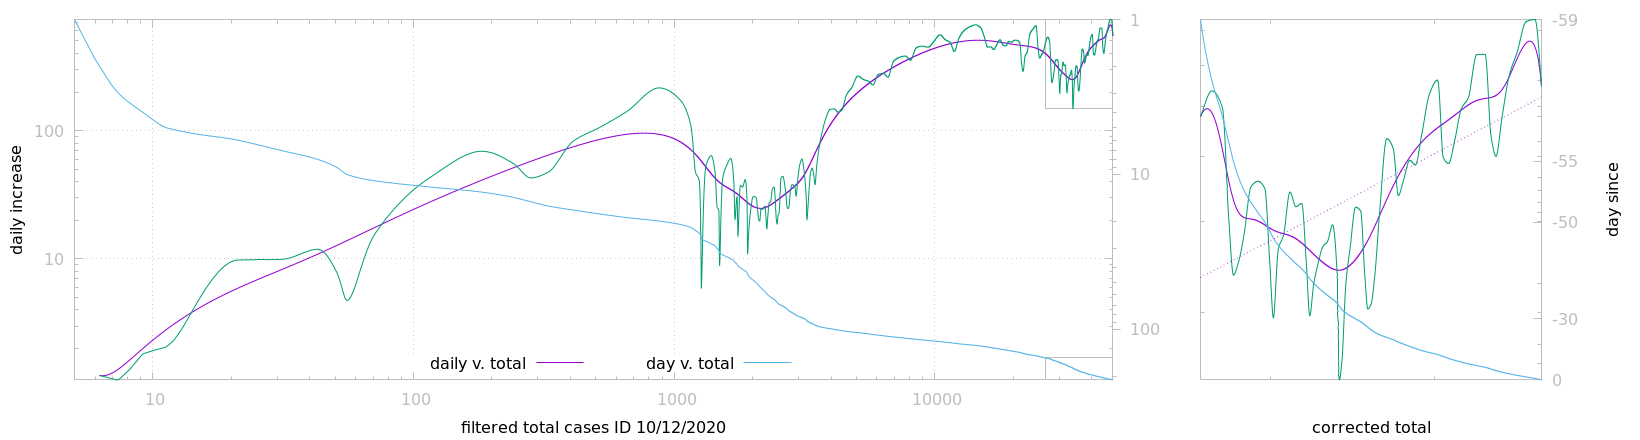 daily increase
100
10
daily v. total
day v. total
10
100
1000
10000
filtered total cases ID 10/12/2020
1
10
100
-59
-55
-50
-30
0
day since
corrected total